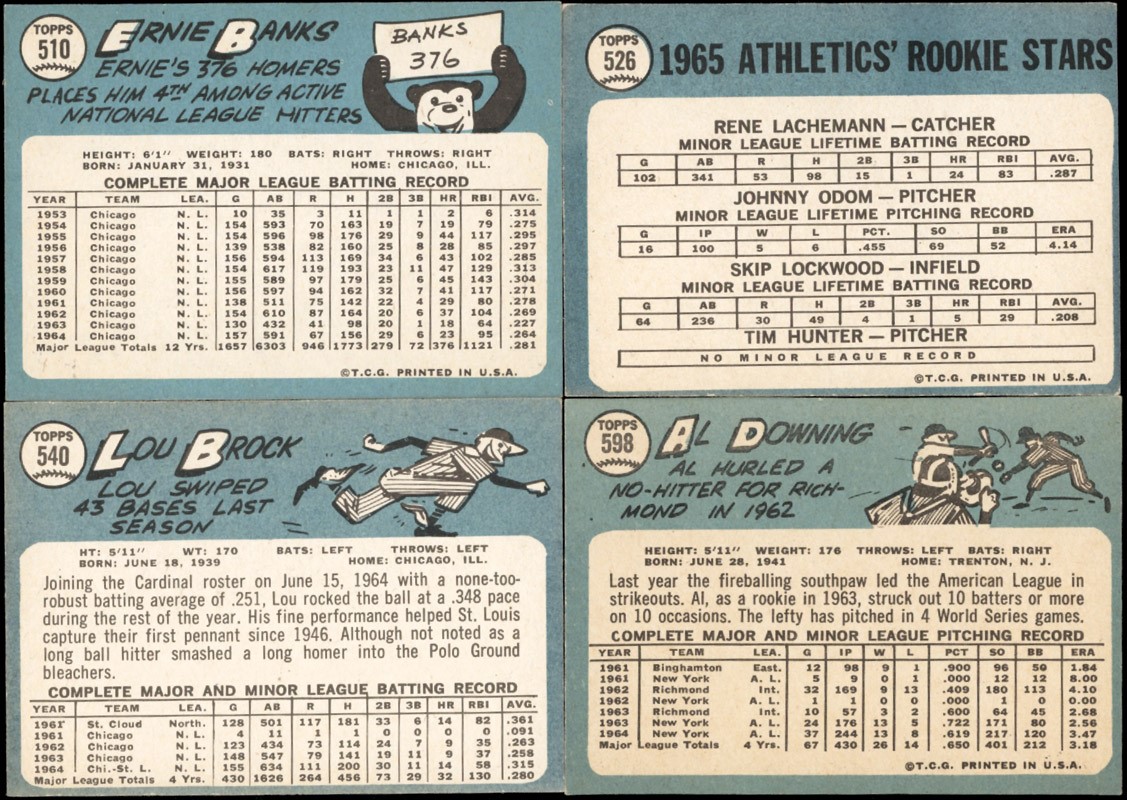 TOPPS
510
ERNIE BANKS
ERNIE'S 376 HOMERS
PLACES HIM 4TH AMONG ACTIVE
NATIONAL LEAGUE HITTERS
BANKS
376
HEIGHT: 6'1" WEIGHT: 180 BATS: RIGHT THROWS: RIGHT
BORN: JANUARY 31, 1931 HOME: CHICAGO, ILL.
COMPLETE MAJOR LEAGUE BATTING RECORD
YEAR TEAM LEA. G AB R H 2B 3B HR RBI AVG.
1953 Chicago N. L. 10 35 3 11 1 1 2 6 .314
1954 Chicago N. L. 154 593 70 163 19 7 19 79 .275
1955 Chicago N. L. 154 596 98 176 29 9 44 117 .295
1956 Chicago N. L. 139 538 82 160 25 8 28 85 .297
1957 Chicago N. L. 156 594 113 169 34 6 43 102 .285
1958 Chicago N. L. 154 617 119 193 23 11 47 129 .313
1959 Chicago N. L. 155 589 97 179 25 6 45 143 .304
1960 Chicago N. L. 156 597 94 162 32 7 41 117 .271
1961 Chicago N. L. 138 511 75 142 22 4 29 80 .278
1962 Chicago N. L. 154 610 87 164 20 6 37 104 .269
1963 Chicago N. L. 130 432 41 98 20 1 18 64 .227
1964 Chicago N. L. 157 591 67 156 29 6 23 95 .264
Major League Totals 12 Yrs. 1657 6303 946 1773 279 72 376 1121 .281
©T.C.G. PRINTED IN U.S.A.
TOPPS
526
1965 ATHLETICS' ROOKIE STARS
RENE LACHEMANN — CATCHER
MINOR LEAGUE LIFETIME BATTING RECORD
G AB R H 2B 3B HR RBI AVG.
102 341 53 98 15 1 24 83 .287
JOHNNY ODOM — PITCHER
MINOR LEAGUE LIFETIME PITCHING RECORD
G IP W L PCT. SO BB ERA
16 100 5 6 .455 69 52 4.14
SKIP LOCKWOOD — INFIELD
MINOR LEAGUE LIFETIME BATTING RECORD
G AB R H 2B 3B HR RBI AVG.
64 236 30 49 4 1 5 29 .208
TIM HUNTER — PITCHER
NO MINOR LEAGUE RECORD
©T.C.G. PRINTED IN U.S.A.
TOPPS
540
LOU BROCK
LOU SWIPED
43 BASES LAST
SEASON
HT: 5'11" WT: 170 BATS: LEFT THROWS: LEFT
BORN: JUNE 18, 1939 HOME: CHICAGO, ILL.
Joining the Cardinal roster on June 15, 1964 with a none-too-
robust batting average of .251, Lou rocked the ball at a .348 pace
during the rest of the year. His fine performance helped St. Louis
capture their first pennant since 1946. Although not noted as a
long ball hitter smashed a long homer into the Polo Ground
bleachers.
COMPLETE MAJOR AND MINOR LEAGUE BATTING RECORD
YEAR TEAM LEA. G AB R H 2B 3B HR RBI AVG.
1961 St. Cloud North. 128 501 117 181 33 6 14 82 .361
1961 Chicago N. L. 4 11 1 1 0 0 0 0 .091
1962 Chicago N. L. 123 434 73 114 24 7 9 35 .263
1963 Chicago N. L. 148 547 79 141 19 11 9 37 .258
1964 Chi.-St. L. N. L. 155 634 111 200 30 11 14 58 .315
Major League Totals 4 Yrs. 430 1626 264 456 73 29 32 130 .280
TOPPS
598
AL DOWNING
AL HURLED A
NO-HITTER FOR RICH-
MOND IN 1962
HEIGHT: 5'11" WEIGHT: 176 THROWS: LEFT BATS: RIGHT
BORN: JUNE 28, 1941 HOME: TRENTON, N. J.
Last year the fireballing southpaw led the American League in
strikeouts. Al, as a rookie in 1963, struck out 10 batters or more
on 10 occasions. The lefty has pitched in 4 World Series games.
COMPLETE MAJOR AND MINOR LEAGUE PITCHING RECORD
YEAR TEAM LEA. G IP W L PCT SO BB ERA
1961 Binghamton East. 12 98 9 1 .900 96 50 1.84
1961 New York A. L. 5 9 0 1 .000 12 12 8.00
1962 Richmond Int. 32 169 9 13 .409 180 113 4.10
1962 New York A. L. 1 1 0 0 .000 1 0 0.00
1963 Richmond Int. 10 57 3 2 .600 64 45 2.68
1963 New York A. L. 24 176 13 5 .722 171 80 2.56
1964 New York A. L. 37 244 13 8 .619 217 120 3.47
Major League Totals 4 Yrs. 67 430 26 14 .650 401 212 3.18
©T.C.G. PRINTED IN U.S.A.